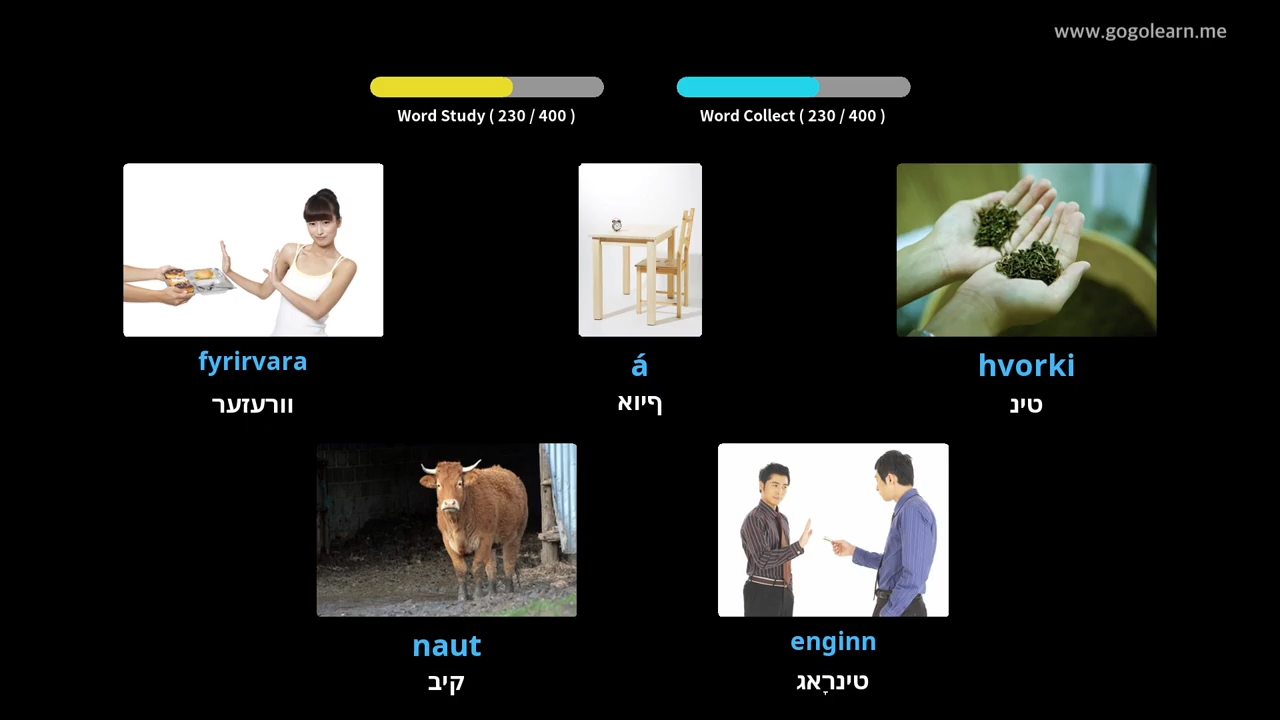 www.gogolearn.me
Word Study ( 230 / 400 )
Word Collect ( 230 / 400 )
fyrirvara
וורעזער
á
ףיוא
hvorki
טינ
naut
קיב
enginn
טינרָאג